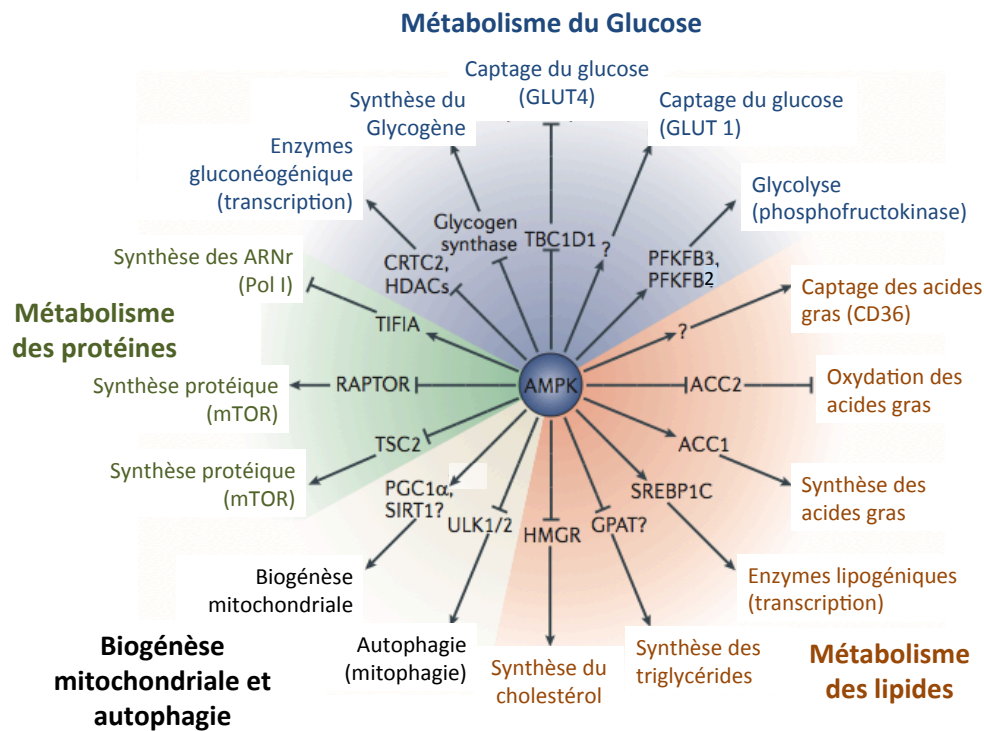 Métabolisme du Glucose
Captage du glucose
(GLUT4)
Synthèse du
Glycogène
Captage du glucose
(GLUT 1)
Enzymes
gluconéogénique
(transcription)
Glycolyse
(phosphofructokinase)
Glycogen
synthase
TBC1D1
?
CRTC2,
HDACs
PFKFB3,
PFKFB2
Synthèse des ARNr
(Pol I)
Métabolisme
des protéines
TIFIA
?
Captage des acides
gras (CD36)
Synthèse protéique
(mTOR)
RAPTOR
AMPK
ACC2
Oxydation des
acides gras
TSC2
ACC1
Synthèse protéique
(mTOR)
Synthèse des
acides gras
PGC1α,
SIRT1?
ULK1/2
HMGR
GPAT?
SREBP1C
Biogénèse
mitochondriale
Enzymes lipogéniques
(transcription)
Autophagie
(mitophagie)
Synthèse du
cholestérol
Synthèse des
triglycérides
Biogénèse
mitochondriale et
autophagie
Métabolisme
des lipides